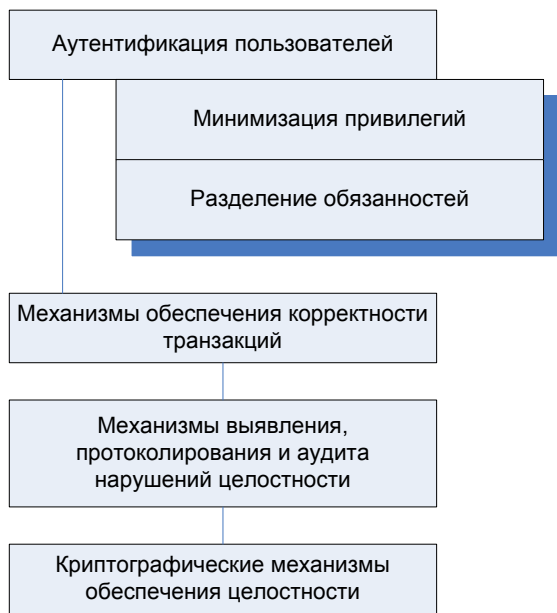 Аутентификация пользователей
Минимизация привилегий
Разделение обязанностей
Механизмы обеспечения корректности
транзакций
Механизмы выявления,
протоколирования и аудита
нарушений целостности
Криптографические механизмы
обеспечения целостности